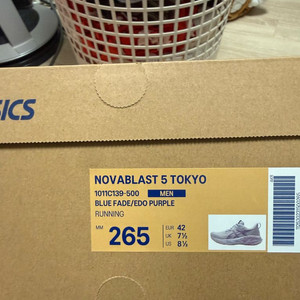 SICS
NOVABLAST 5 TOKYO
1011C139-500 MEN
BLUE FADE/EDO PURPLE
RUNNING
MM 265 EUR 42
UK 7½
US 8½